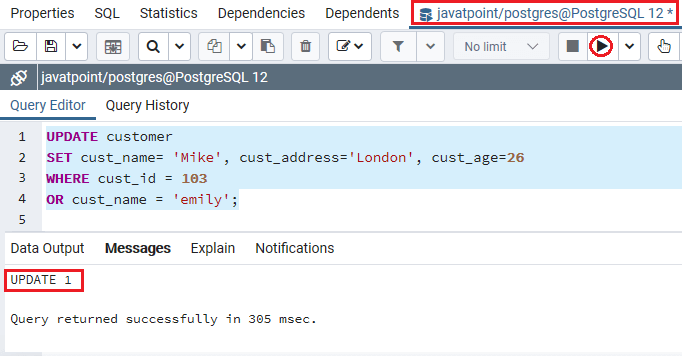 Properties SQL Statistics Dependencies Dependents javatpoint/postgres@PostgreSQL 12 *
No limit
javatpoint/postgres@PostgreSQL 12
Query Editor Query History
1 UPDATE customer
2 SET cust_name= 'Mike', cust_address='London', cust_age=26
3 WHERE cust_id = 103
4 OR cust_name = 'emily';
5
Data Output Messages Explain Notifications
UPDATE 1
Query returned successfully in 305 msec.